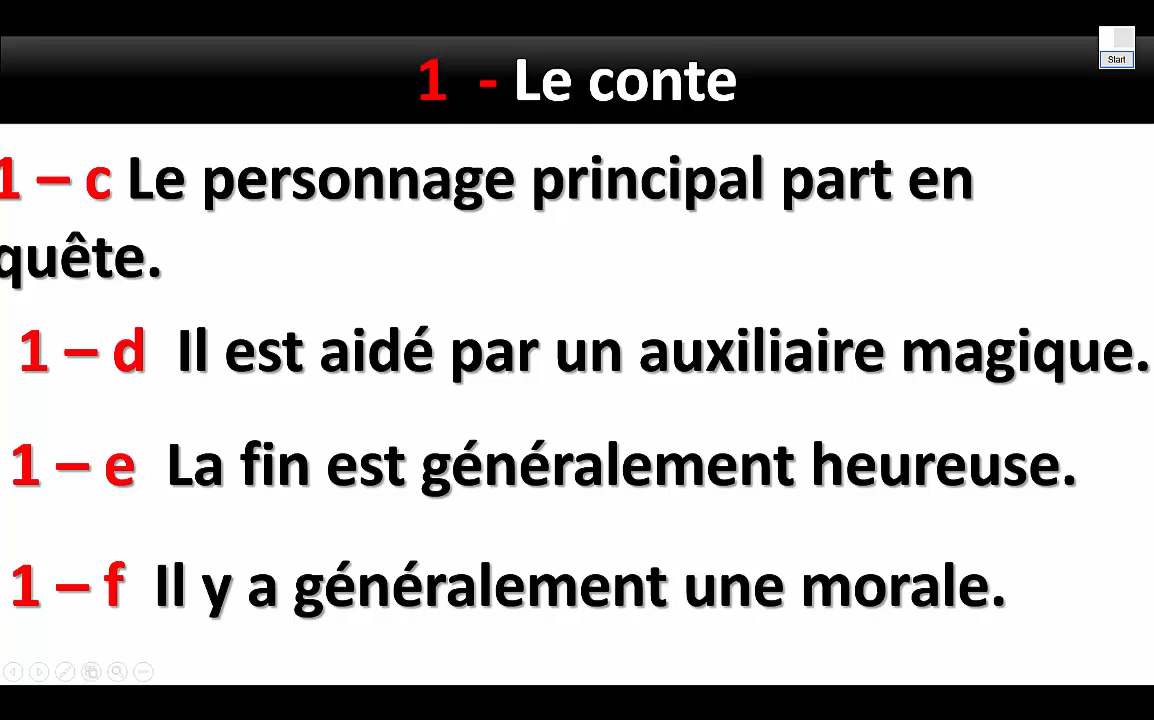 1 - Le conte
Start
1 – c Le personnage principal part en
quête.
1 – d Il est aidé par un auxiliaire magique.
1 – e La fin est généralement heureuse.
1 – f Il y a généralement une morale.